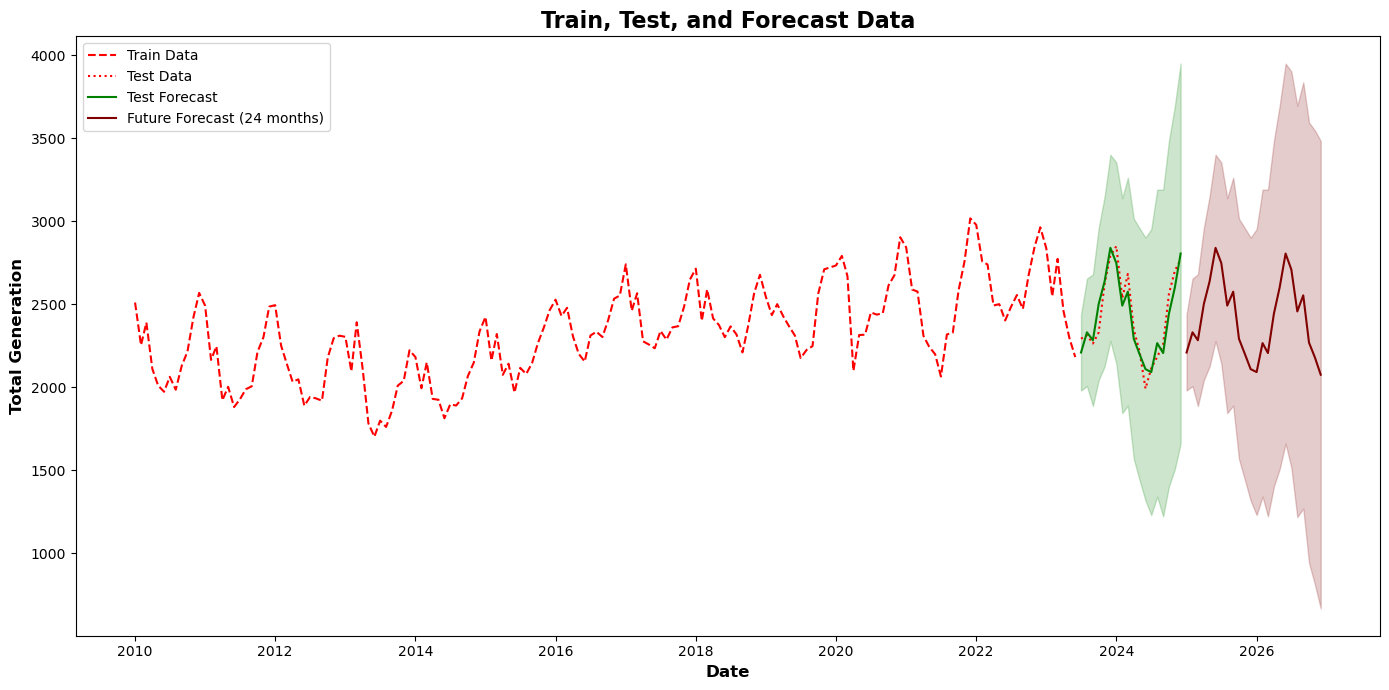 Train, Test, and Forecast Data
Train Data
Test Data
Test Forecast
Future Forecast (24 months)
Total Generation
4000
3500
3000
2500
2000
1500
1000
2010
2012
2014
2016
2018
2020
2022
2024
2026
Date